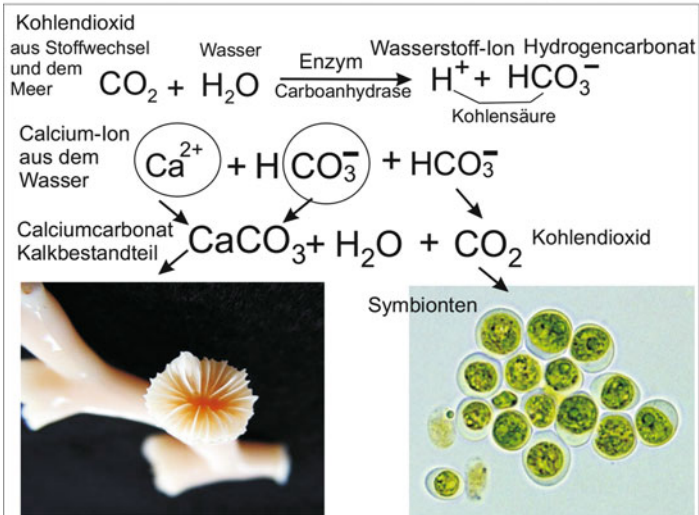 Kohlendioxid
aus Stoffwechsel
und dem
Meer
Wasser
Enzym
Wasserstoff-Ion Hydrogencarbonat
CO₂ + H₂O
Carboanhydrase
H⁺ + HCO₃⁻
Kohlensäure
Calcium-Ion
aus dem
Wasser
Ca²⁺ + HCO₃⁻ + HCO₃⁻
Calciumcarbonat
Kalkbestandteil
CaCO₃ + H₂O + CO₂
Kohlendioxid
Symbionten